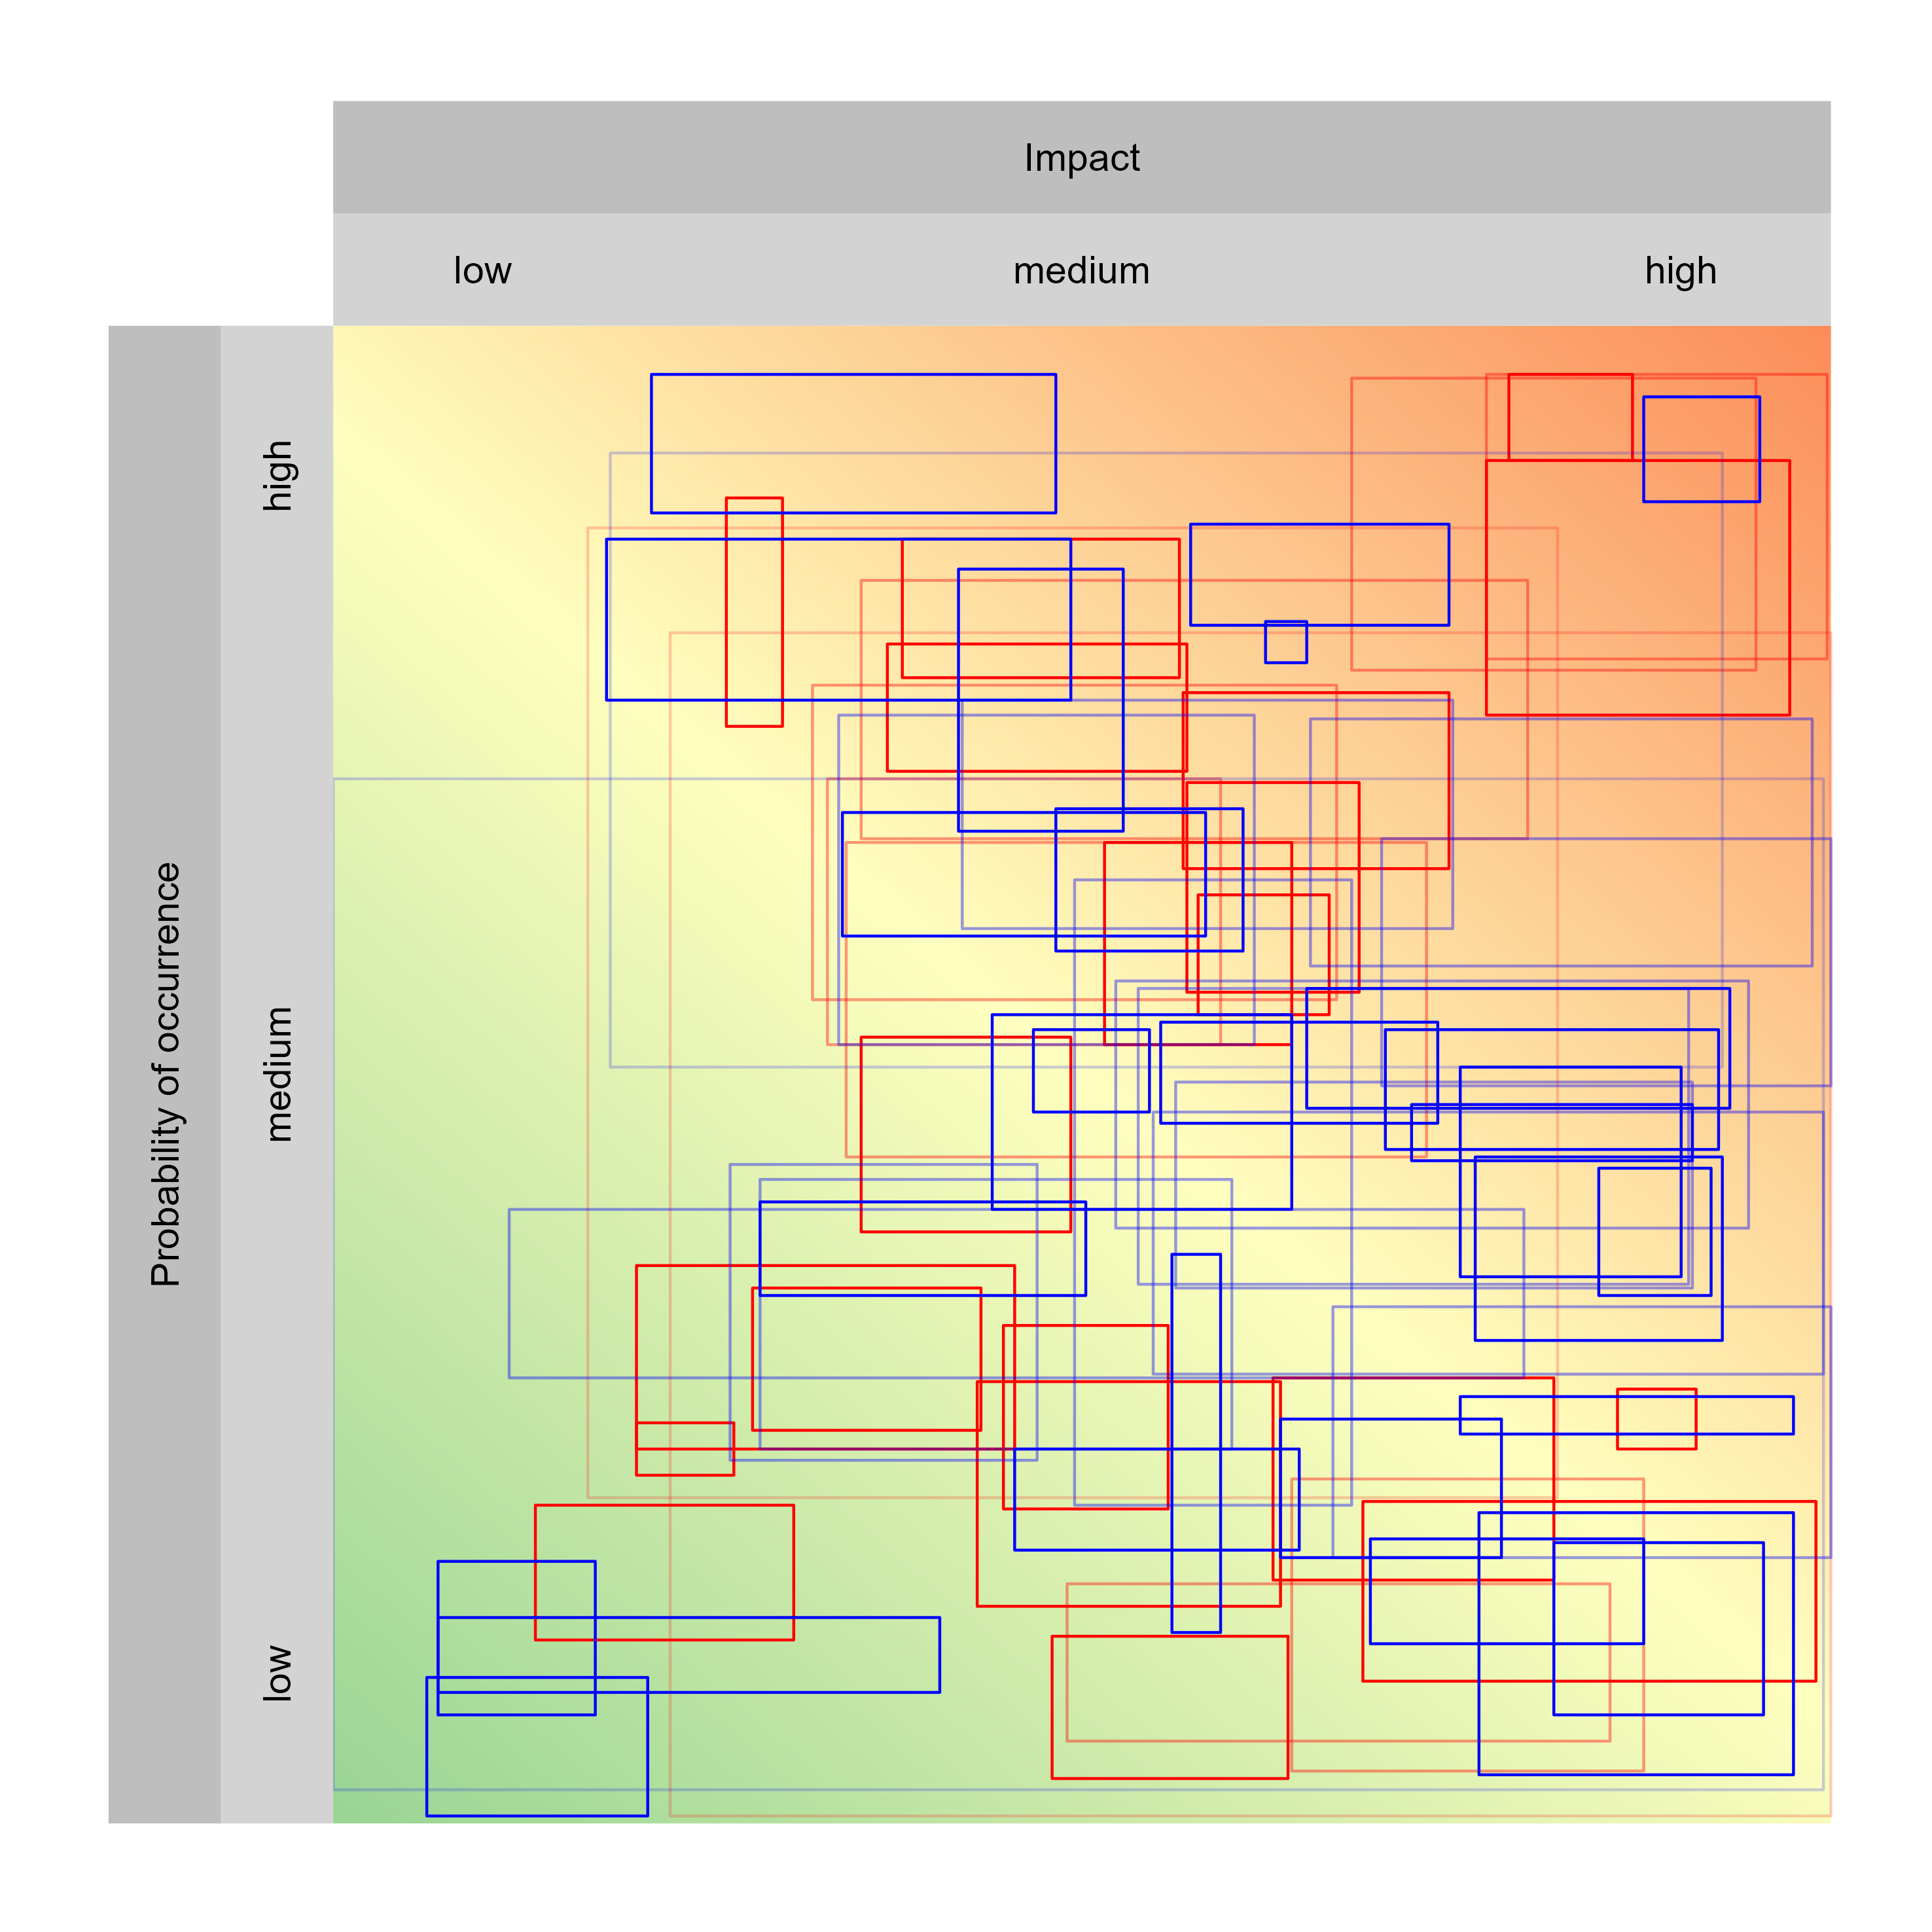 Impact
low medium high
Probability of occurrence
high
medium
low